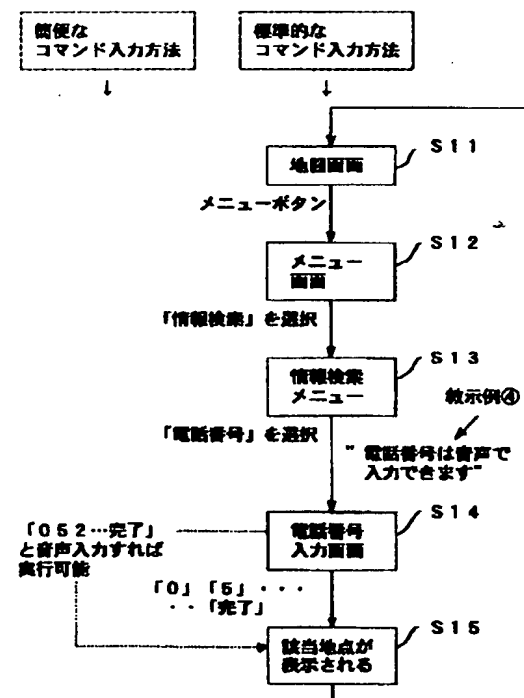 簡便な
コマンド入力方法
標準的な
コマンド入力方法
↓
↓
S11
地図画面
メニューボタン
S12
メニュー
画面
「情報検索」を選択
S13
情報検索
メニュー
教示例④
「電話番号」を選択
"電話番号は音声で
入力できます"
S14
電話番号
入力画面
「052…完了」
と音声入力すれば
実行可能
「0」「5」・・・
・・「完了」
S15
該当地点が
表示される